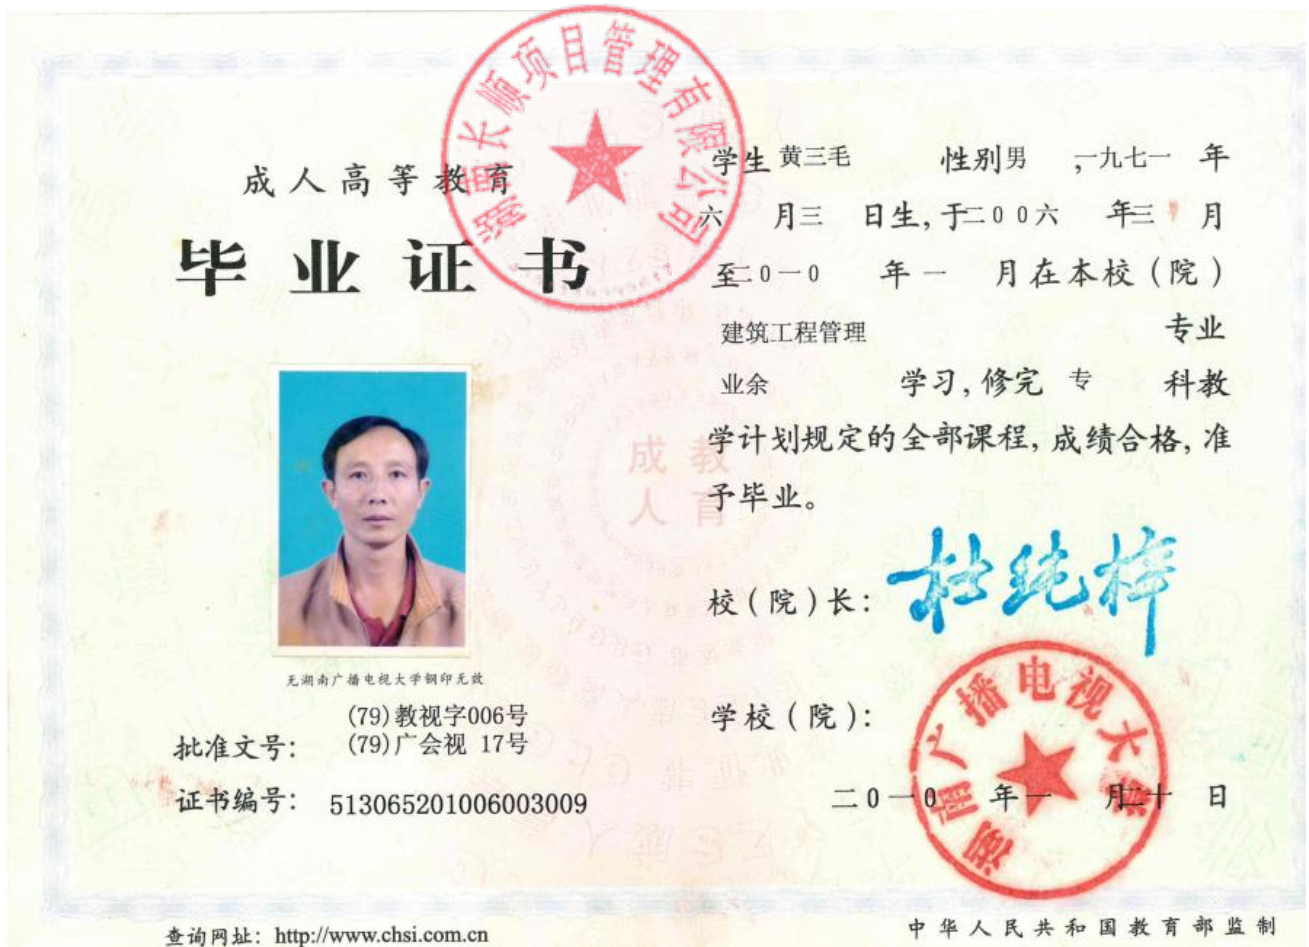 湖南长顺项目管理有限公司
成人高等教育
毕业证书
无湖南广播电视大学钢印无效
(79)教视字006号
批准文号: (79)广会视 17号
证书编号: 513065201006003009
查询网址: http://www.chsi.com.cn
成教
人育
学生 黄三毛 性别男 ,一九七一 年
六 月三 日生,于二00六 年三 月
至二0一0 年一 月在本校(院)
建筑工程管理 专业
业余 学习,修完 专 科教
学计划规定的全部课程,成绩合格,准
予毕业。
校(院)长: 杜纯梓
学校(院):
湖南广播电视大学
二0一0 年一 月二十 日
中华人民共和国教育部监制